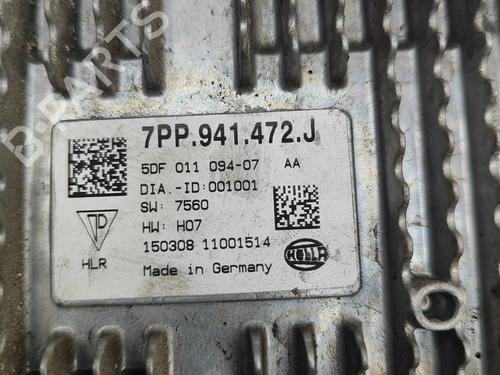 7PP.941.472.J
5DF 011 094-07 AA
DIA.-ID:001001
SW: 7560
HW: H07
150308 11001514
HLR
Made in Germany
HELLA
B-PARTS